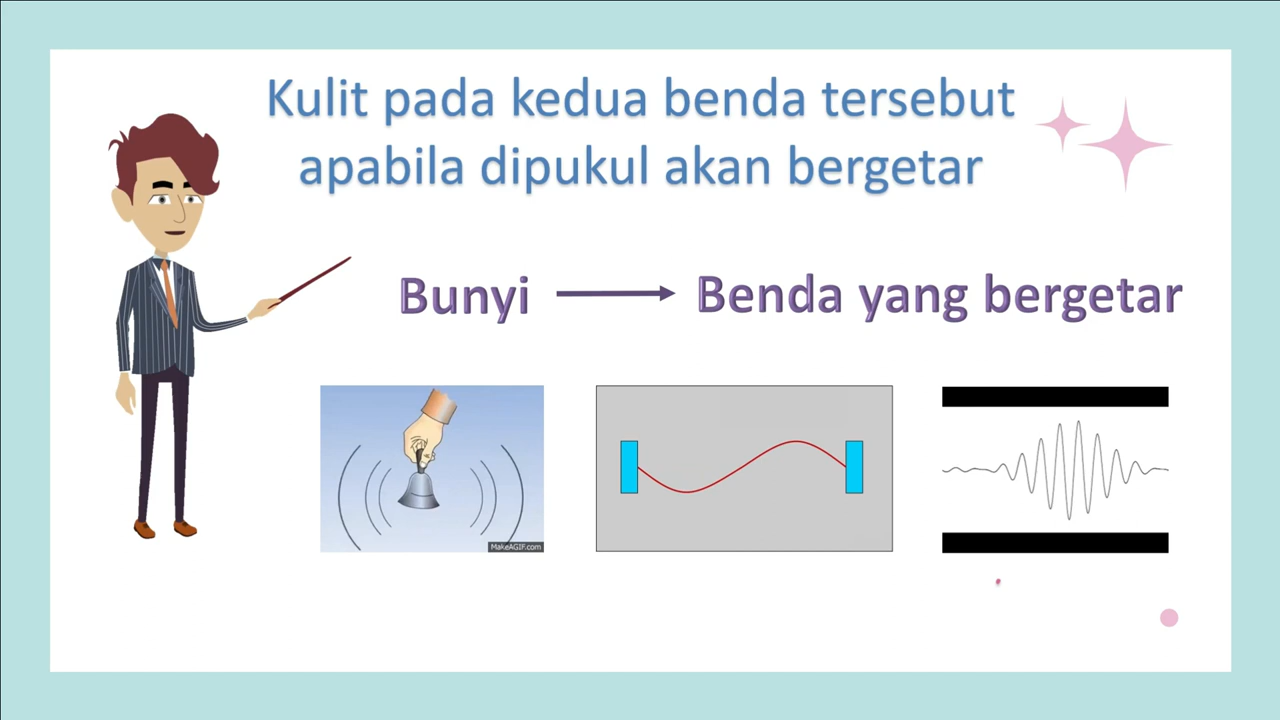 Kulit pada kedua benda tersebut
apabila dipukul akan bergetar
Bunyi
Benda yang bergetar
MakeAGIF.com